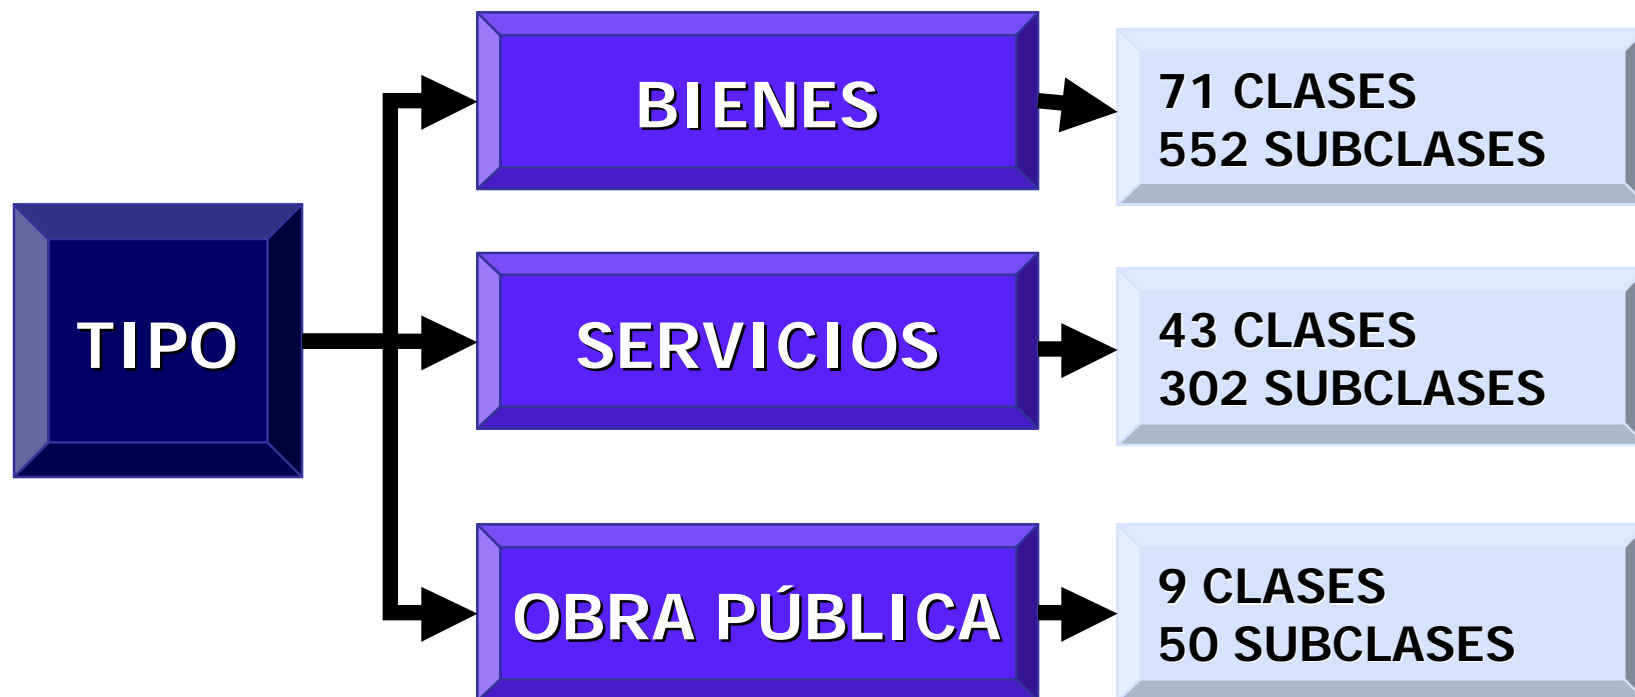 TIPO
BIENES
71 CLASES
552 SUBCLASES
SERVICIOS
43 CLASES
302 SUBCLASES
OBRA PÚBLICA
9 CLASES
50 SUBCLASES